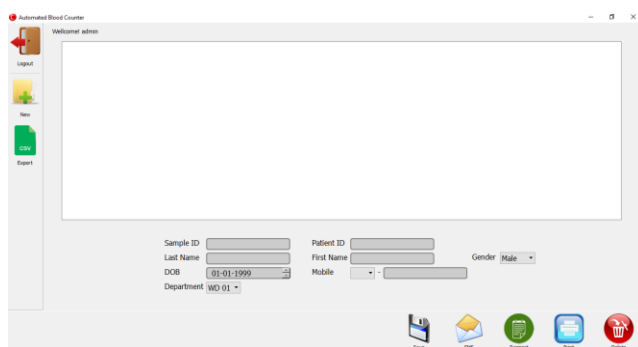 Automated Blood Counter
Logout
Wellcome! admin
New
CSV
Export
Sample ID
Patient ID
Last Name
First Name
Gender Male
DOB 01-01-1999
Mobile -
Department WD 01